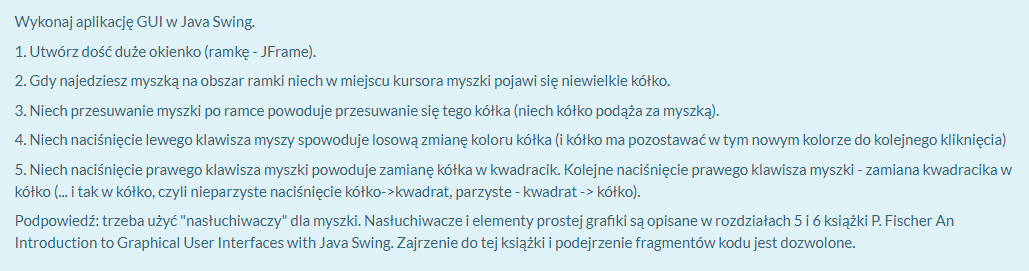 Wykonaj aplikację GUI w Java Swing.
1. Utwórz dość duże okienko (ramkę - JFrame).
2. Gdy najedziesz myszką na obszar ramki niech w miejscu kursora myszki pojawi się niewielkie kółko.
3. Niech przesuwanie myszki po ramce powoduje przesuwanie się tego kółka (niech kółko podąża za myszką).
4. Niech naciśnięcie lewego klawisza myszy spowoduje losową zmianę koloru kółka (i kółko ma pozostawać w tym nowym kolorze do kolejnego kliknięcia)
5. Niech naciśnięcie prawego klawisza myszki powoduje zamianę kółka w kwadracik. Kolejne naciśnięcie prawego klawisza myszki - zamiana kwadracika w
kółko (... i tak w kółko, czyli nieparzyste naciśnięcie kółko->kwadrat, parzyste - kwadrat -> kółko).
Podpowiedź: trzeba użyć "nasłuchiwaczy" dla myszki. Nasłuchiwacze i elementy prostej grafiki są opisane w rozdziałach 5 i 6 książki P. Fischer An
Introduction to Graphical User Interfaces with Java Swing. Zajrzenie do tej książki i podejrzenie fragmentów kodu jest dozwolone.